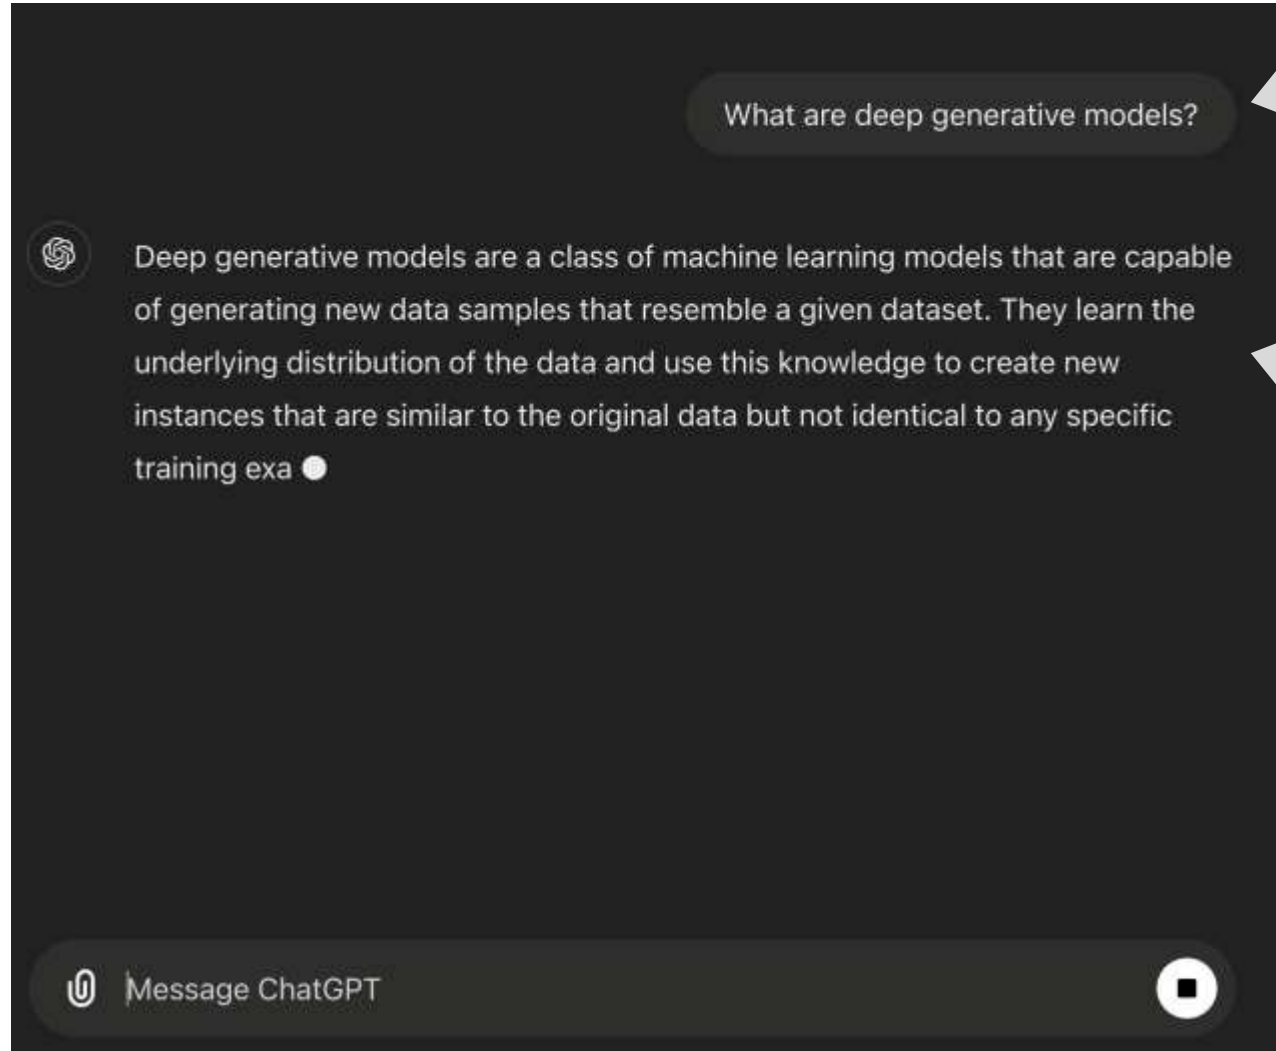 What are deep generative models?
Deep generative models are a class of machine learning models that are capable
of generating new data samples that resemble a given dataset. They learn the
underlying distribution of the data and use this knowledge to create new
instances that are similar to the original data but not identical to any specific
training exa
Message ChatGPT